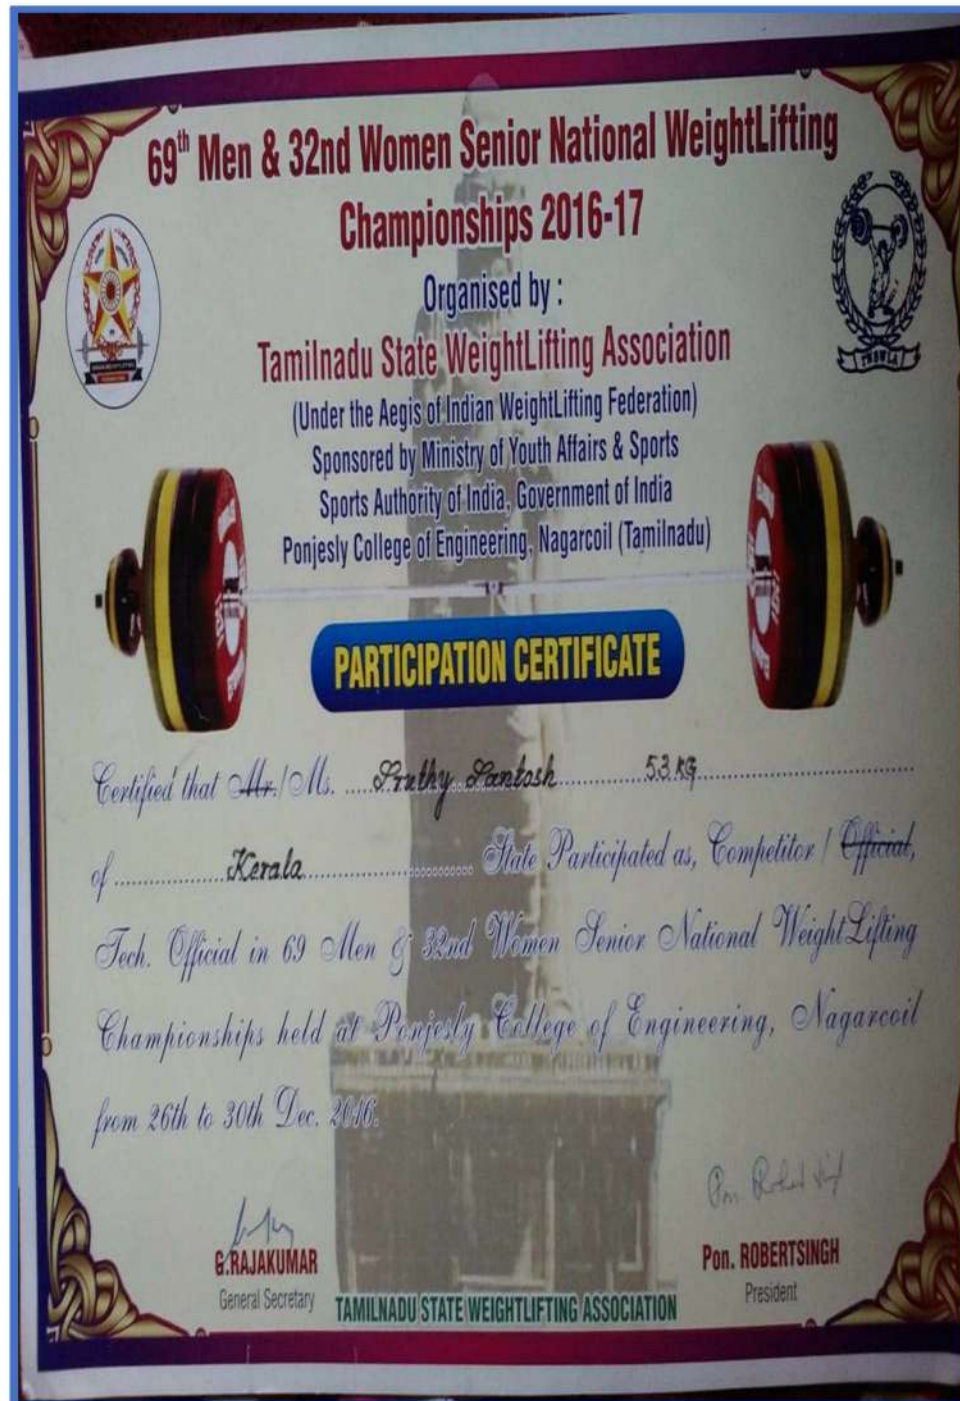 69th Men & 32nd Women Senior National WeightLifting
Championships 2016-17
Organised by :
Tamilnadu State WeightLifting Association
(Under the Aegis of Indian WeightLifting Federation)
Sponsored by Ministry of Youth Affairs & Sports
Sports Authority of India, Government of India
Ponjesly College of Engineering, Nagarcoil (Tamilnadu)
PARTICIPATION CERTIFICATE
Certified that Mr./Ms. Sruthy Santosh 53 KG
of Kerala State Participated as, Competitor / Official,
Tech. Official in 69 Men & 32nd Women Senior National WeightLifting
Championships held at Ponjesly College of Engineering, Nagarcoil
from 26th to 30th Dec. 2016.
G.RAJAKUMAR
General Secretary
Pon. ROBERTSINGH
President
TAMILNADU STATE WEIGHTLIFTING ASSOCIATION